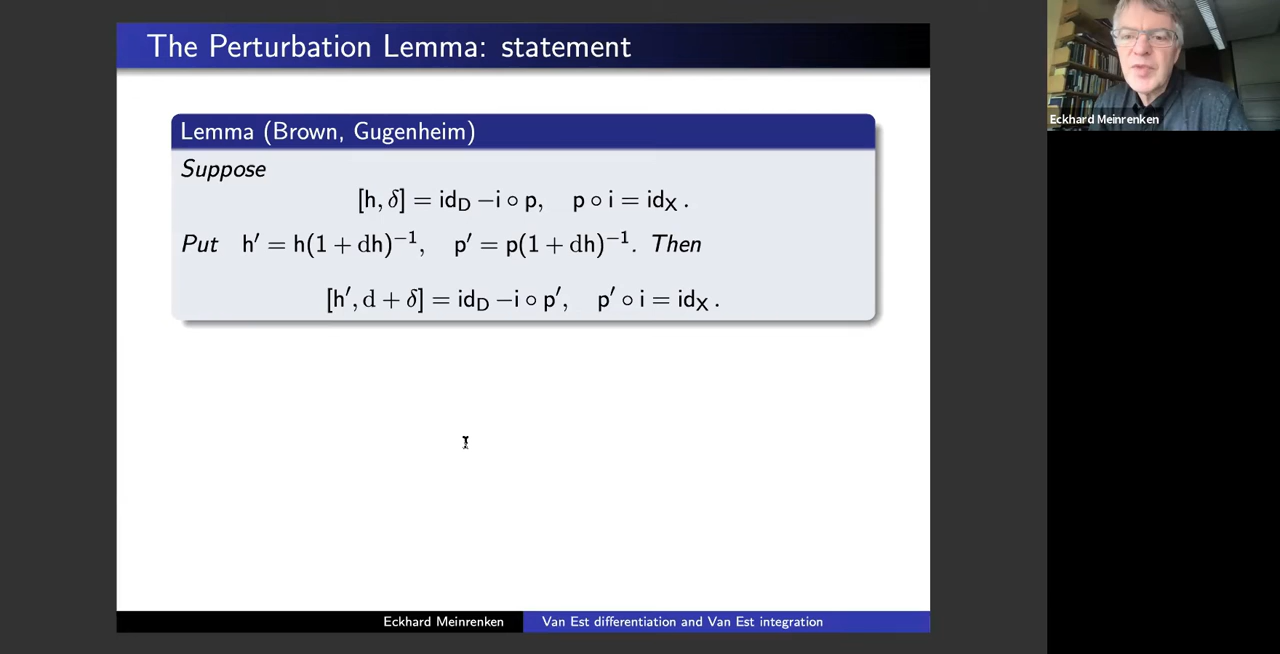 The Perturbation Lemma: statement
Lemma (Brown, Gugenheim)
Suppose
[h, δ] = id_D −i ∘ p, p ∘ i = id_X .
Put h′ = h(1 + dh)⁻¹, p′ = p(1 + dh)⁻¹. Then
[h′, d + δ] = id_D −i ∘ p′, p′ ∘ i = id_X .
Eckhard Meinrenken Van Est differentiation and Van Est integration
Eckhard Meinrenken